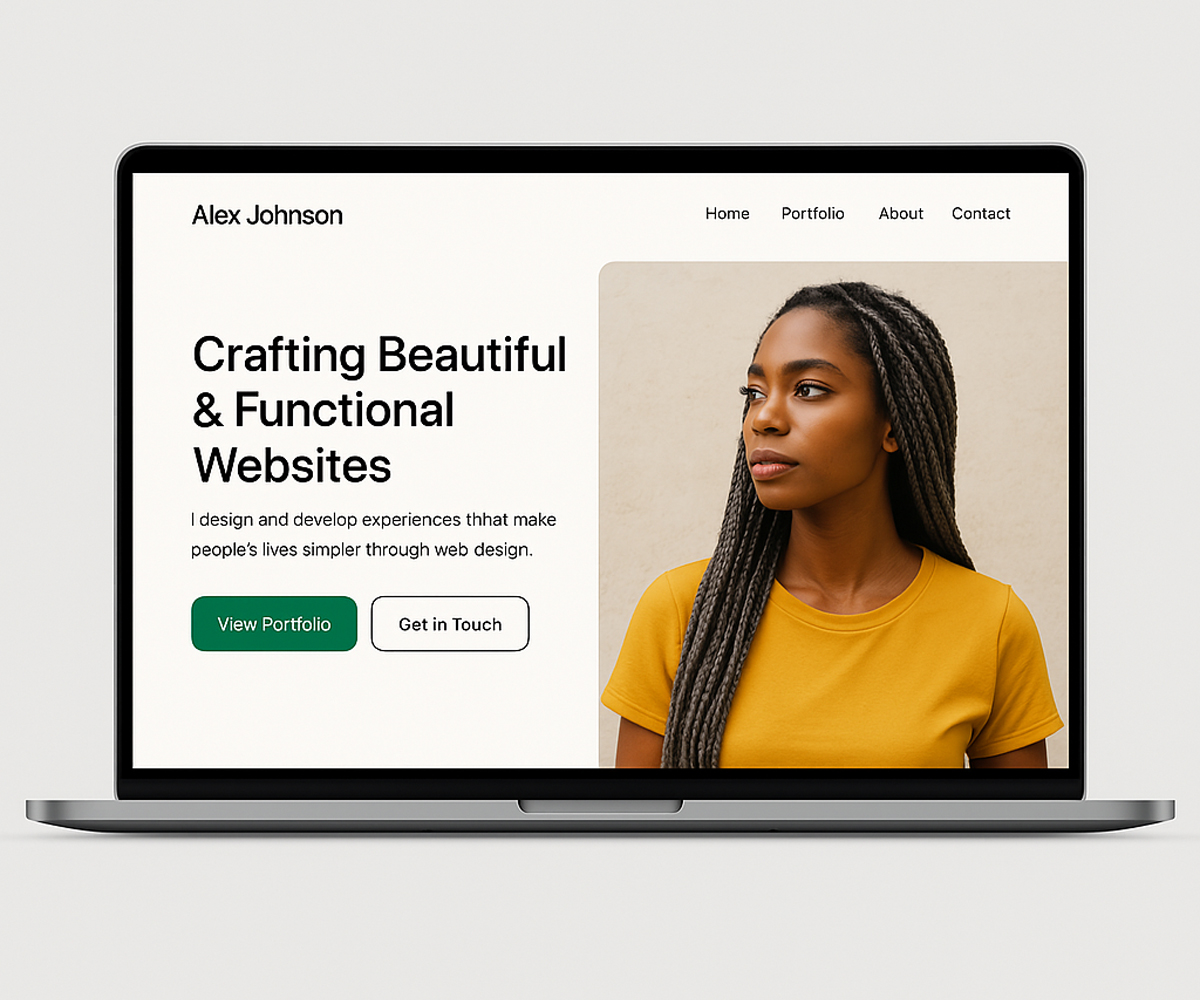 Alex Johnson
Home Portfolio About Contact
Crafting Beautiful
& Functional
Websites
I design and develop experiences thhat make
people’s lives simpler through web design.
View Portfolio Get in Touch